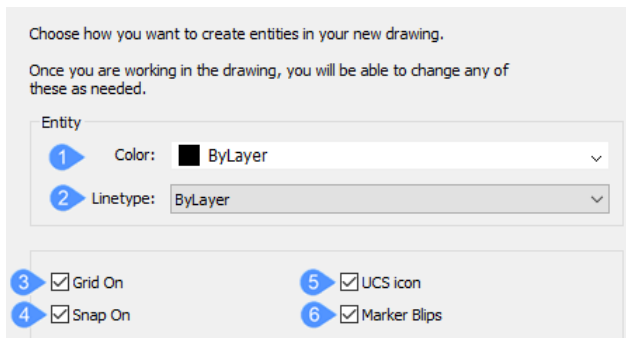 Choose how you want to create entities in your new drawing.
Once you are working in the drawing, you will be able to change any of
these as needed.
Entity
1 Color: ByLayer
2 Linetype: ByLayer
3 Grid On 5 UCS icon
4 Snap On 6 Marker Blips